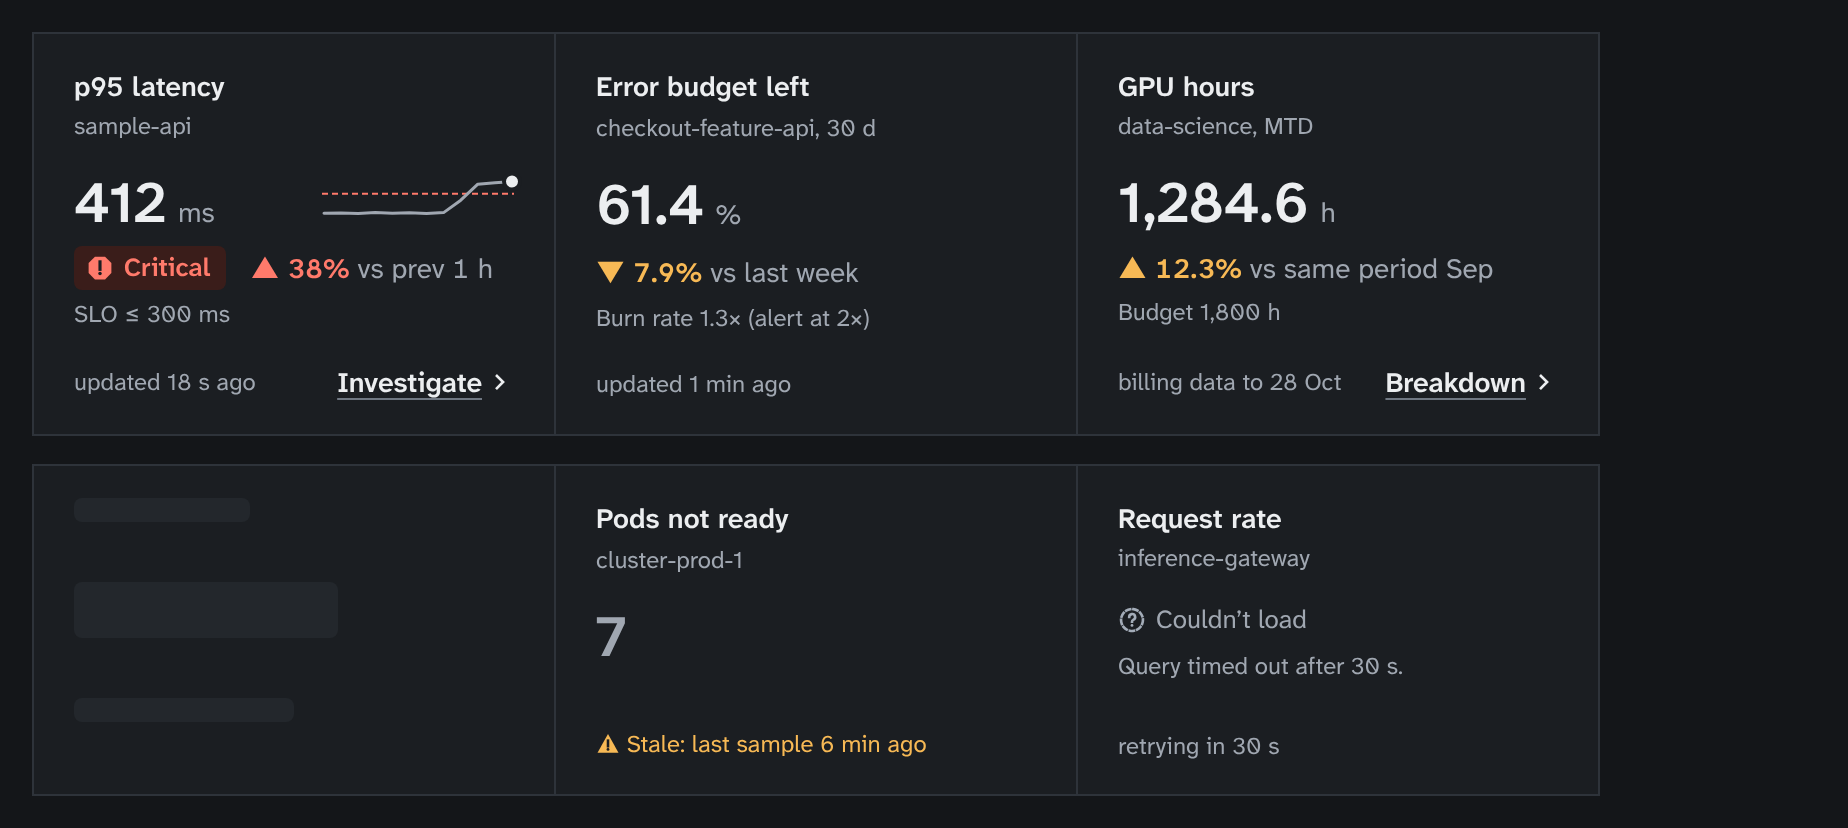 p95 latency
sample-api
412 ms
Critical ▲ 38% vs prev 1 h
SLO ≤ 300 ms
updated 18 s ago Investigate
Error budget left
checkout-feature-api, 30 d
61.4 %
▼ 7.9% vs last week
Burn rate 1.3× (alert at 2×)
updated 1 min ago
GPU hours
data-science, MTD
1,284.6 h
▲ 12.3% vs same period Sep
Budget 1,800 h
billing data to 28 Oct Breakdown
Pods not ready
cluster-prod-1
7
Stale: last sample 6 min ago
Request rate
inference-gateway
Couldn’t load
Query timed out after 30 s.
retrying in 30 s